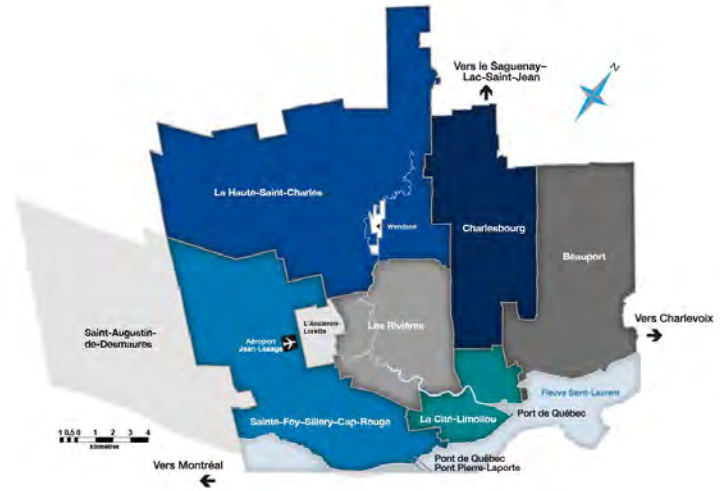 N
Vers le Saguenay–
Lac-Saint-Jean
La Haute-Saint-Charles
Wendake
Charlesbourg
Beauport
Vers Charlevoix
Saint-Augustin-
de-Desmaures
L'Ancienne-
Lorette
Les Rivières
Aéroport
Jean-Lesage
Fleuve Saint-Laurent
Sainte-Foy–Sillery–Cap-Rouge
La Cité-Limoilou
Port de Québec
1 0,5 0 1 2 3 4
kilomètres
Pont de Québec
Pont Pierre-Laporte
Vers Montréal